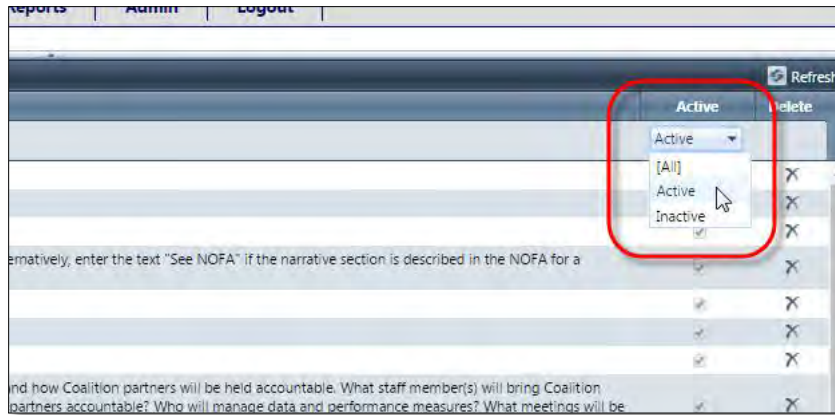 Reports | Admin | Logout |
Refresh
Active Delete
Active
[All]
Active
Inactive
ernatively, enter the text "See NOFA" if the narrative section is described in the NOFA for a
nd how Coalition partners will be held accountable. What staff member(s) will bring Coalition
partners accountable? Who will manage data and performance measures? What meetings will be